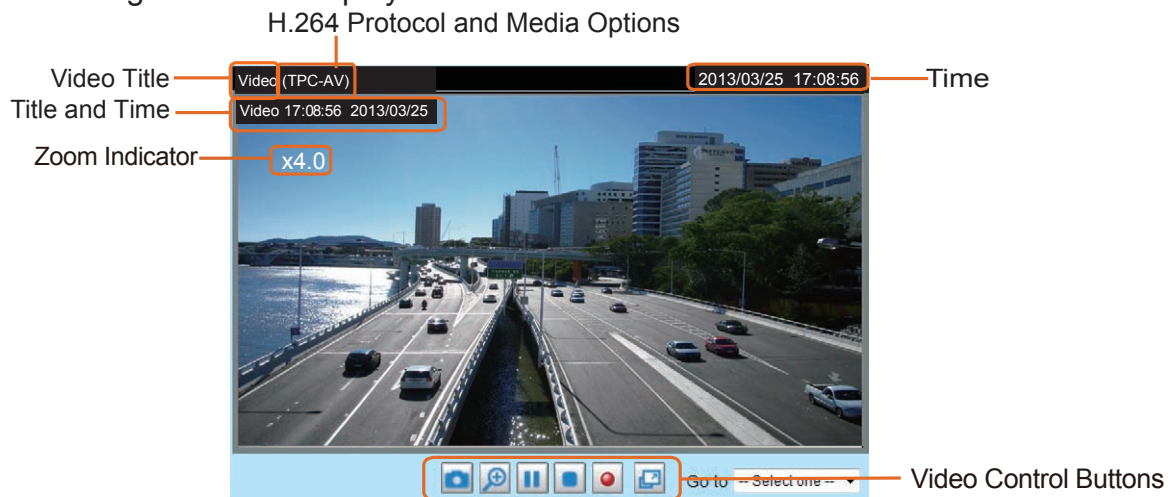 H.264 Protocol and Media Options
Video Title
Video (TPC-AV)
2013/03/25 17:08:56
Time
Title and Time
Video 17:08:56 2013/03/25
Zoom Indicator
x4.0
Go to
-- Select one --
Video Control Buttons